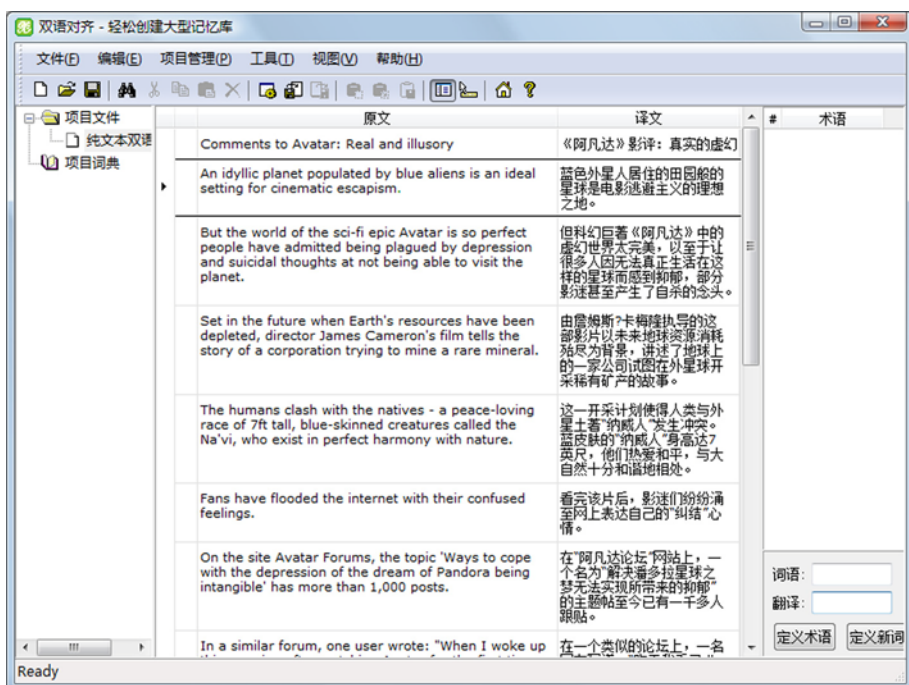 双语对齐 - 轻松创建大型记忆库
文件(F) 编辑(E) 项目管理(P) 工具(T) 视图(V) 帮助(H)
项目文件
纯文本双语
项目词典
原文 译文
Comments to Avatar: Real and illusory
《阿凡达》影评：真实的虚幻
An idyllic planet populated by blue aliens is an ideal
setting for cinematic escapism.
蓝色外星人居住的田园般的
星球是电影逃避主义的理想
之地。
But the world of the sci-fi epic Avatar is so perfect
people have admitted being plagued by depression
and suicidal thoughts at not being able to visit the
planet.
但科幻巨著《阿凡达》中的
虚幻世界太完美，以至于让
很多人因无法真正生活在这
样的星球而感到抑郁，部分
影迷甚至产生了自杀的念头。
Set in the future when Earth's resources have been
depleted, director James Cameron's film tells the
story of a corporation trying to mine a rare mineral.
由詹姆斯?卡梅隆执导的这
部影片以未来地球资源消耗
殆尽为背景，讲述了地球上
的一家公司试图在外星球开
采稀有矿产的故事。
The humans clash with the natives - a peace-loving
race of 7ft tall, blue-skinned creatures called the
Na'vi, who exist in perfect harmony with nature.
这一开采计划使得人类与外
星土著"纳威人"发生冲突。
蓝皮肤的"纳威人"身高达7
英尺，他们热爱和平，与大
自然十分和谐地相处。
Fans have flooded the internet with their confused
feelings.
看完该片后，影迷们纷纷涌
至网上表达自己的"纠结"心
情。
On the site Avatar Forums, the topic 'Ways to cope
with the depression of the dream of Pandora being
intangible' has more than 1,000 posts.
在"阿凡达论坛"网站上，一
个名为"解决潘多拉星球之
梦无法实现所带来的抑郁"
的主题帖至今已有一千多人
跟贴。
In a similar forum, one user wrote: "When I woke up
在一个类似的论坛上，一名
# 术语
词语:
翻译:
定义术语 定义新词
Ready